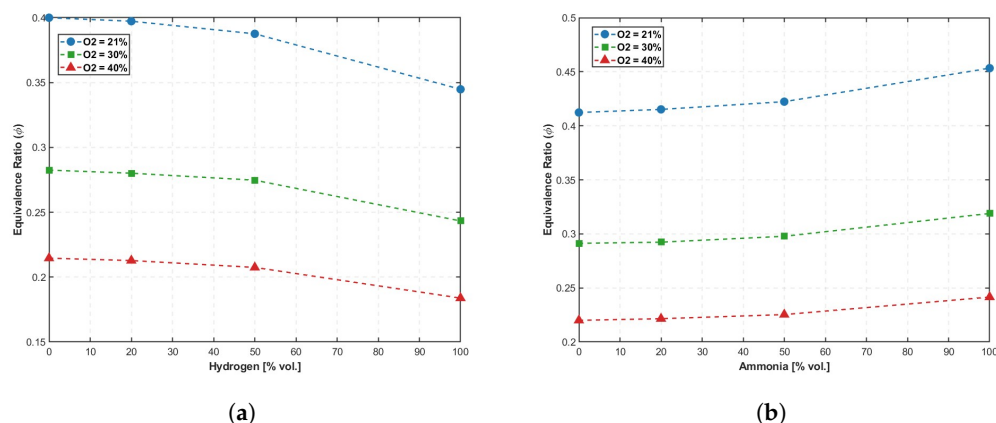 0.4
0.35
0.3
0.25
0.2
0.15
Equivalence Ratio (ϕ)
O2 = 21%
O2 = 30%
O2 = 40%
0 10 20 30 40 50 60 70 80 90 100
Hydrogen [% vol.]
(a)
0.5
0.45
0.4
0.35
0.3
0.25
0.2
Equivalence Ratio (ϕ)
O2 = 21%
O2 = 30%
O2 = 40%
0 10 20 30 40 50 60 70 80 90 100
Ammonia [% vol.]
(b)